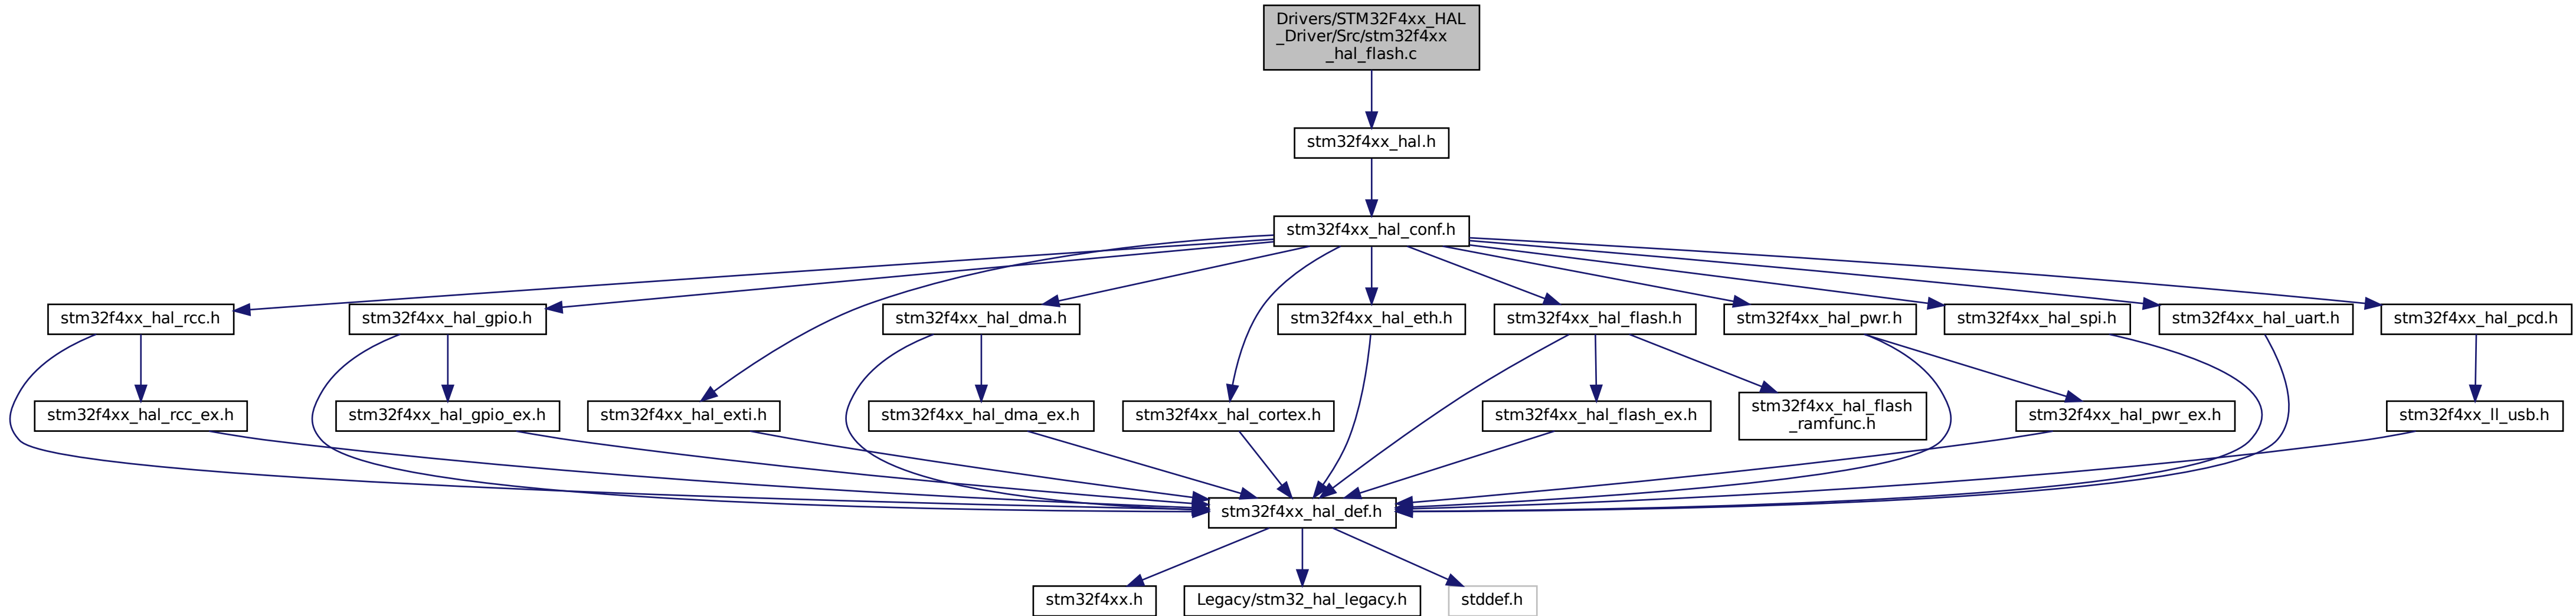 Drivers/STM32F4xx_HAL
_Driver/Src/stm32f4xx
_hal_flash.c
stm32f4xx_hal.h
stm32f4xx_hal_conf.h
stm32f4xx_hal_rcc.h
stm32f4xx_hal_gpio.h
stm32f4xx_hal_dma.h
stm32f4xx_hal_eth.h
stm32f4xx_hal_flash.h
stm32f4xx_hal_pwr.h
stm32f4xx_hal_spi.h
stm32f4xx_hal_uart.h
stm32f4xx_hal_pcd.h
stm32f4xx_hal_rcc_ex.h
stm32f4xx_hal_gpio_ex.h
stm32f4xx_hal_exti.h
stm32f4xx_hal_dma_ex.h
stm32f4xx_hal_cortex.h
stm32f4xx_hal_flash_ex.h
stm32f4xx_hal_flash
_ramfunc.h
stm32f4xx_hal_pwr_ex.h
stm32f4xx_ll_usb.h
stm32f4xx_hal_def.h
stm32f4xx.h
Legacy/stm32_hal_legacy.h
stddef.h